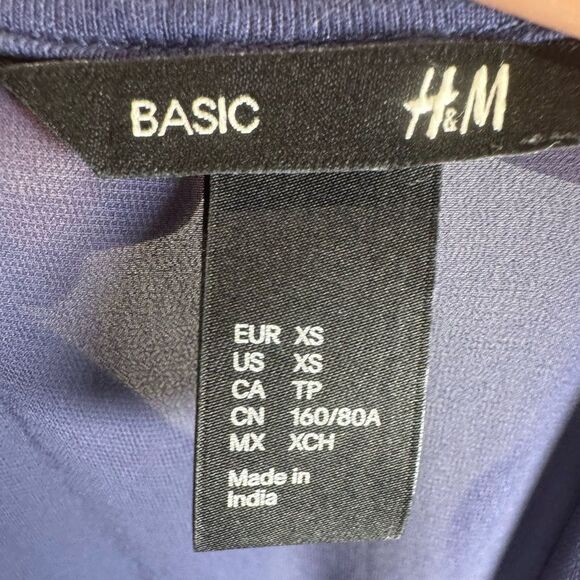 BASIC H&M
EUR XS
US XS
CA TP
CN 160/80A
MX XCH
Made in
India